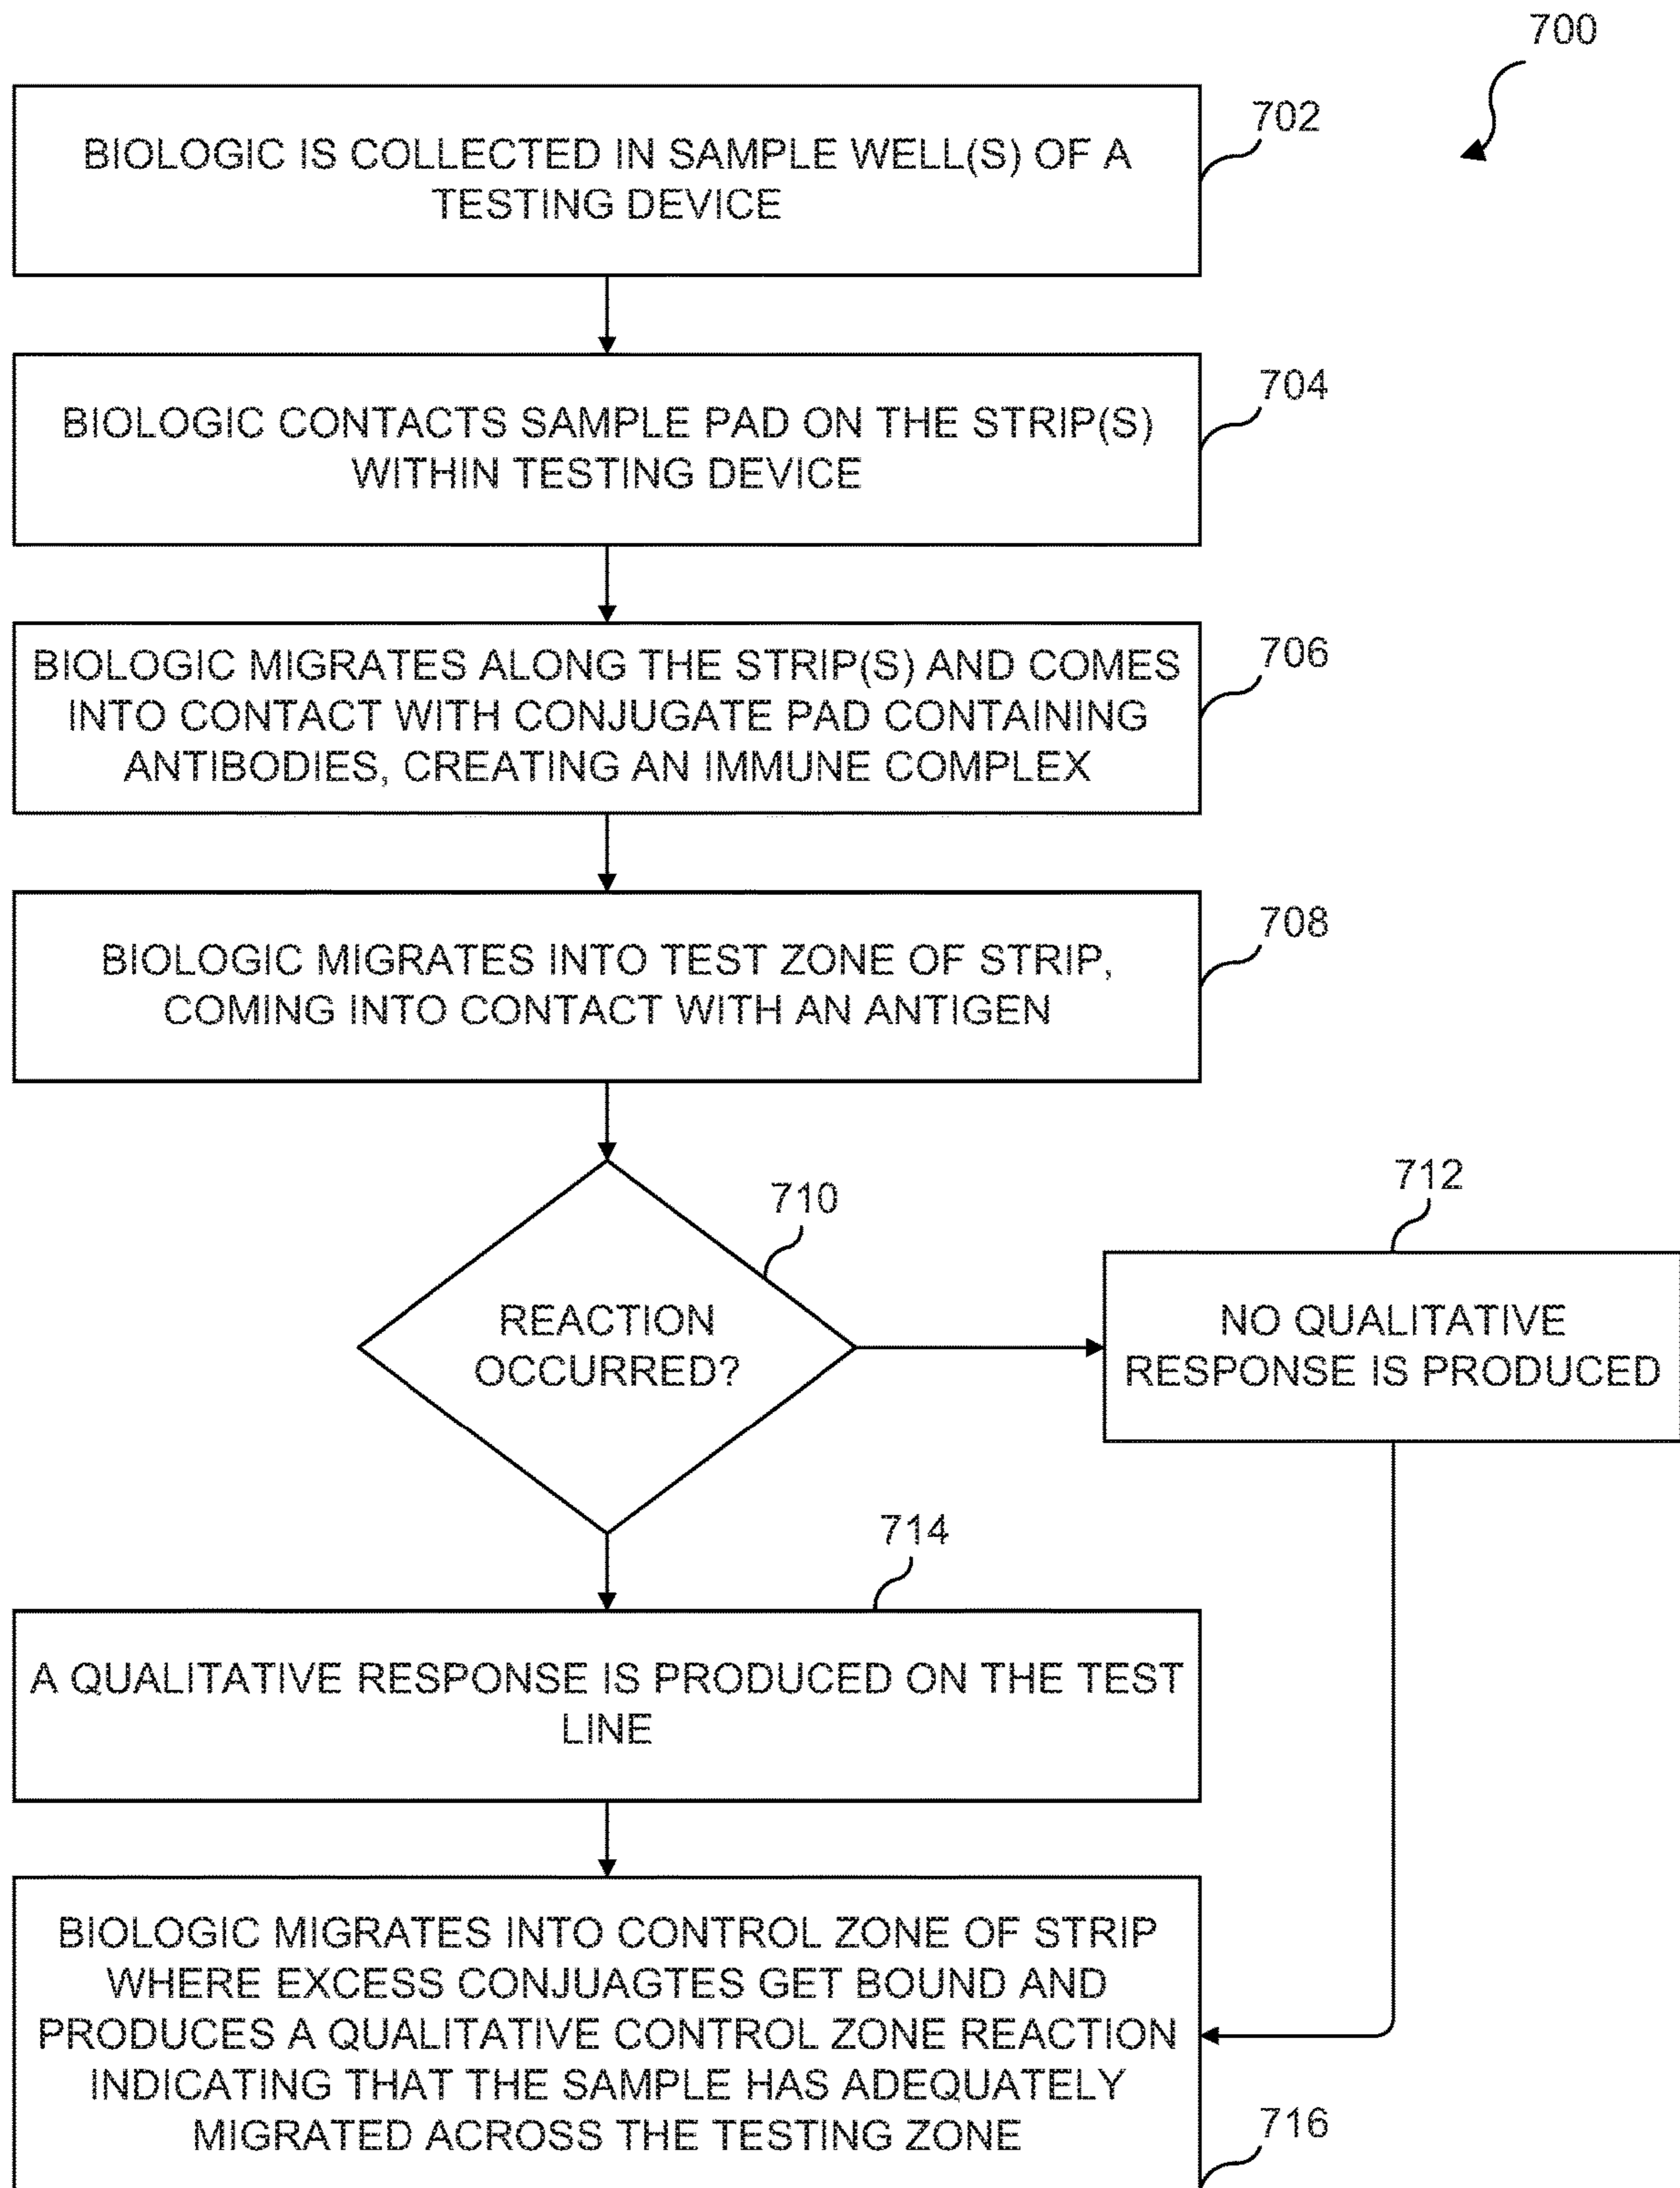 700
702
BIOLOGIC IS COLLECTED IN SAMPLE WELL(S) OF A
TESTING DEVICE
704
BIOLOGIC CONTACTS SAMPLE PAD ON THE STRIP(S)
WITHIN TESTING DEVICE
706
BIOLOGIC MIGRATES ALONG THE STRIP(S) AND COMES
INTO CONTACT WITH CONJUGATE PAD CONTAINING
ANTIBODIES, CREATING AN IMMUNE COMPLEX
708
BIOLOGIC MIGRATES INTO TEST ZONE OF STRIP,
COMING INTO CONTACT WITH AN ANTIGEN
710
REACTION
OCCURRED?
712
NO QUALITATIVE
RESPONSE IS PRODUCED
714
A QUALITATIVE RESPONSE IS PRODUCED ON THE TEST
LINE
BIOLOGIC MIGRATES INTO CONTROL ZONE OF STRIP
WHERE EXCESS CONJUAGTES GET BOUND AND
PRODUCES A QUALITATIVE CONTROL ZONE REACTION
INDICATING THAT THE SAMPLE HAS ADEQUATELY
MIGRATED ACROSS THE TESTING ZONE
716